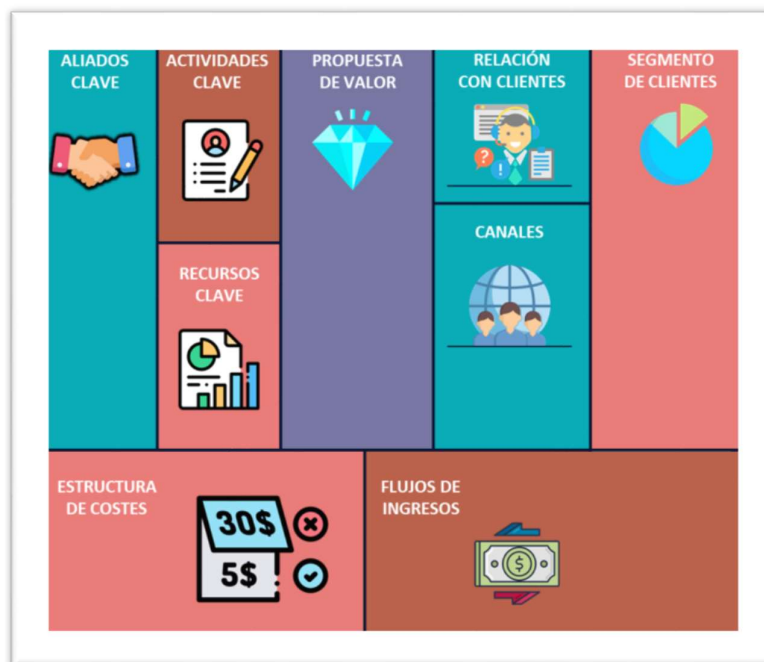 ALIADOS
CLAVE
ACTIVIDADES
CLAVE
PROPUESTA
DE VALOR
RELACIÓN
CON CLIENTES
SEGMENTO
DE CLIENTES
?
!
CANALES
RECURSOS
CLAVE
ESTRUCTURA
DE COSTES
30$
5$
FLUJOS DE
INGRESOS
$